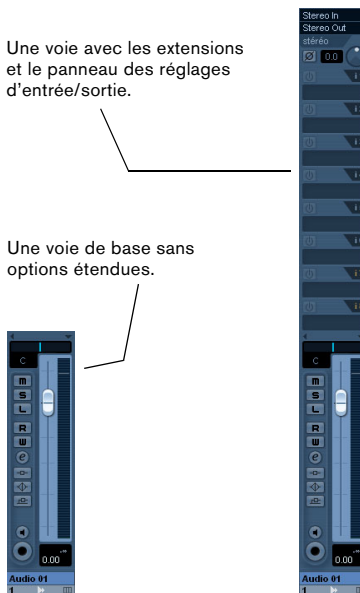 Stereo In
Stereo Out
stéréo
0.0
Une voie avec les extensions
et le panneau des réglages
d'entrée/sortie.
Une voie de base sans
options étendues.
C
m
S
L
R
W
e
-∞
0.00
Audio 01
1
C
m
S
L
R
W
e
-∞
0.00
Audio 01
1